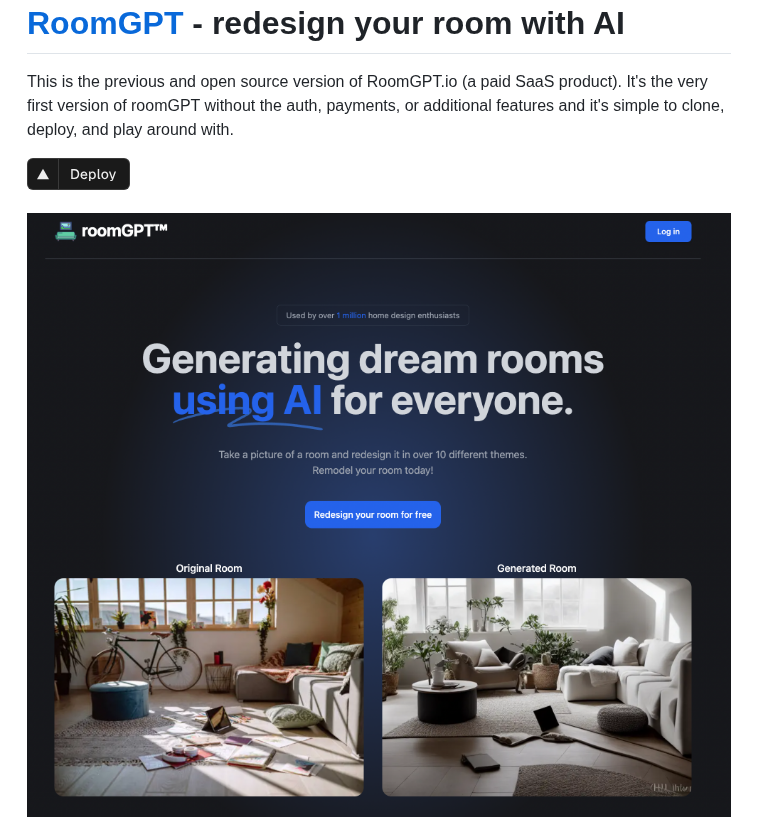 RoomGPT - redesign your room with AI
This is the previous and open source version of RoomGPT.io (a paid SaaS product). It's the very
first version of roomGPT without the auth, payments, or additional features and it's simple to clone,
deploy, and play around with.
Deploy
roomGPT™
Log in
Used by over 1 million home design enthusiasts
Generating dream rooms
using AI for everyone.
Take a picture of a room and redesign it in over 10 different themes.
Remodel your room today!
Redesign your room for free
Original Room
Generated Room